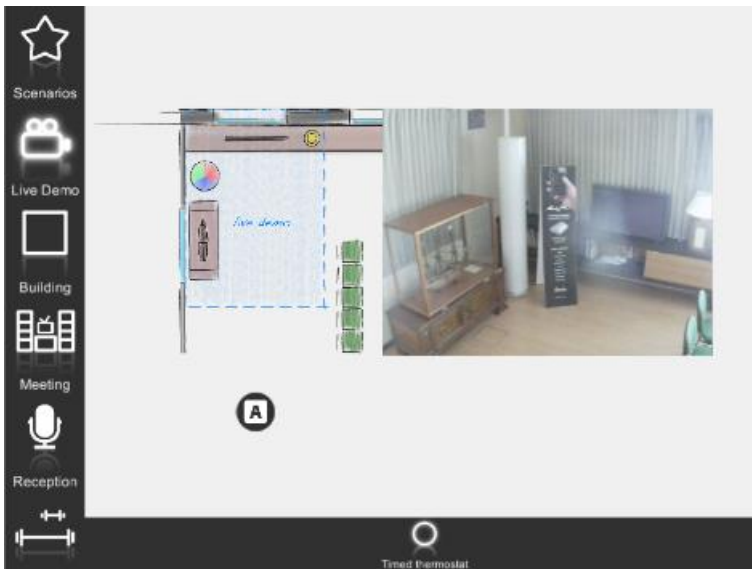 Scenarios
Live Demo
Building
Meeting
Reception
live demo
A
Timed thermostat